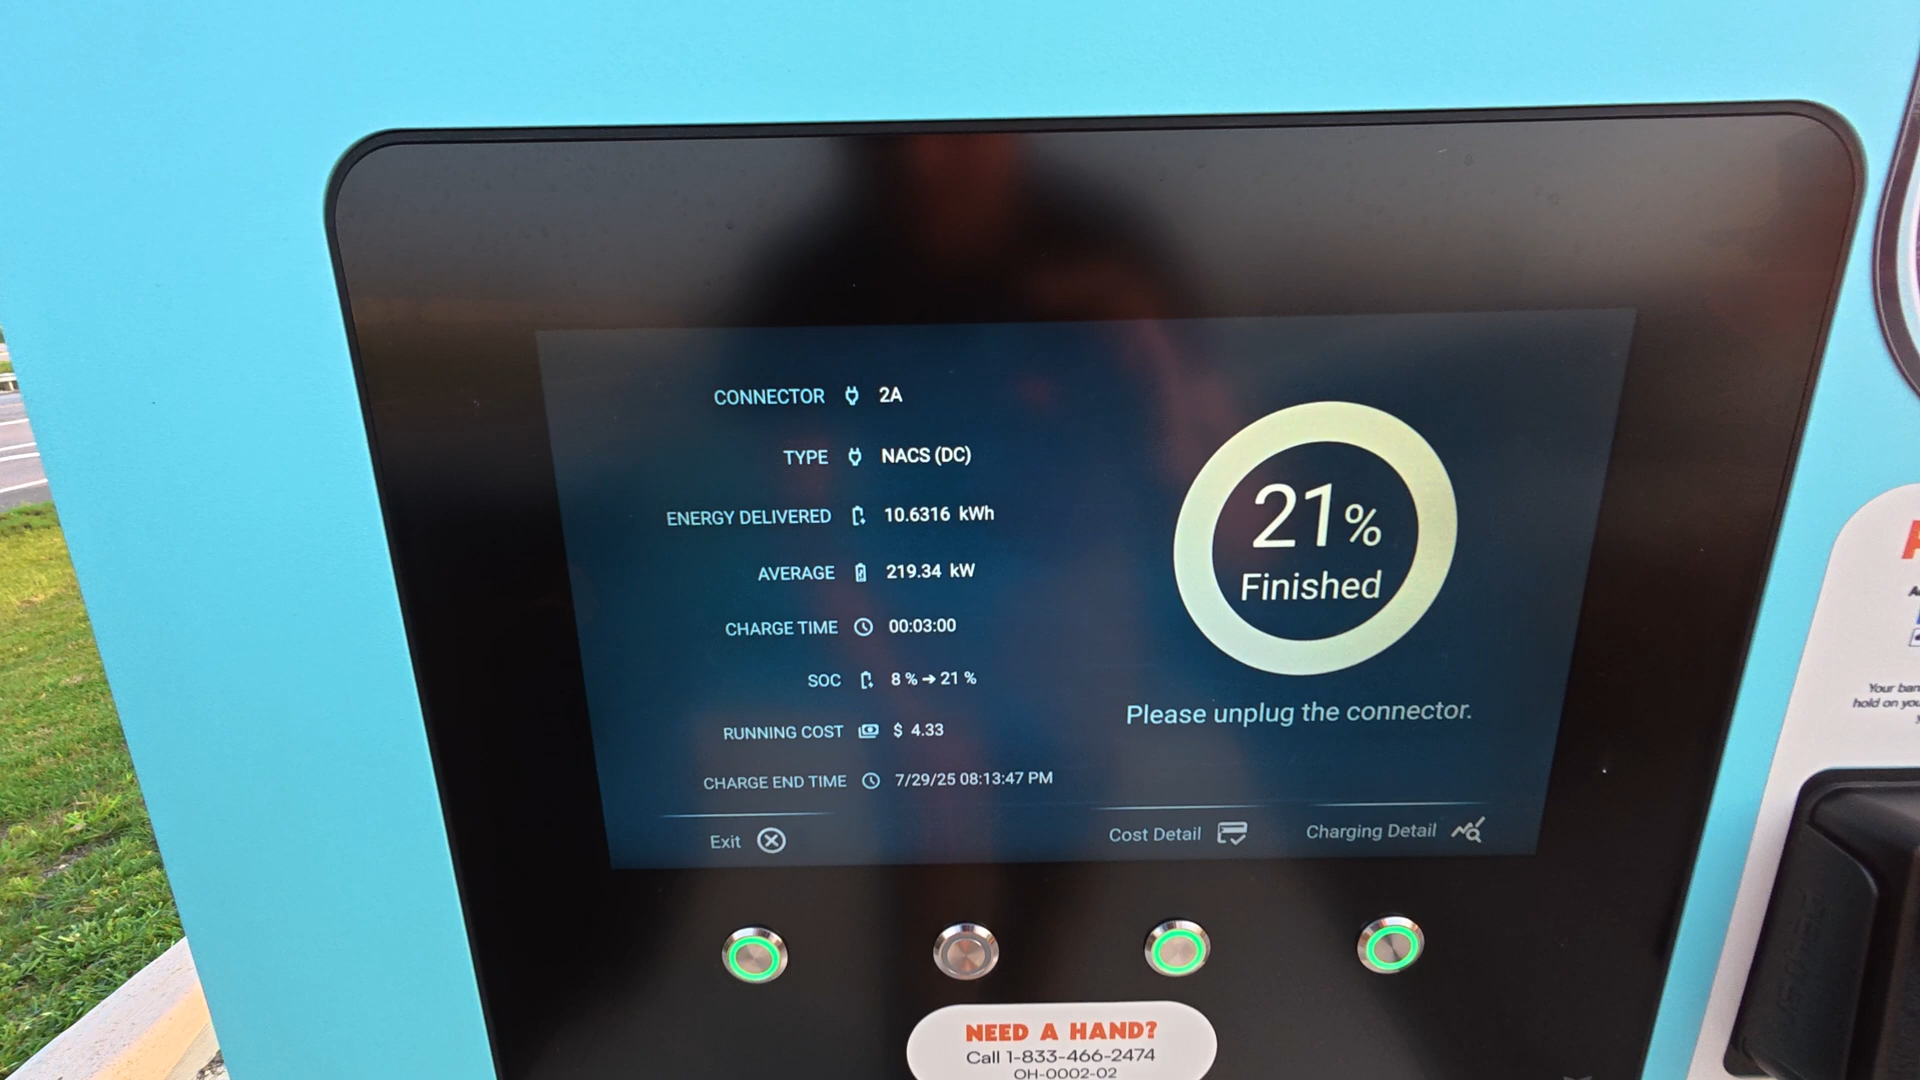 CONNECTOR 2A
TYPE NACS (DC)
ENERGY DELIVERED 10.6316 kWh
AVERAGE 219.34 kW
CHARGE TIME 00:03:00
SOC 8 % ➔ 21 %
RUNNING COST $ 4.33
CHARGE END TIME 7/29/25 08:13:47 PM
21%
Finished
Please unplug the connector.
Exit
Cost Detail
Charging Detail
NEED A HAND?
Call 1-833-466-2474
OH-0002-02
Your
hold on